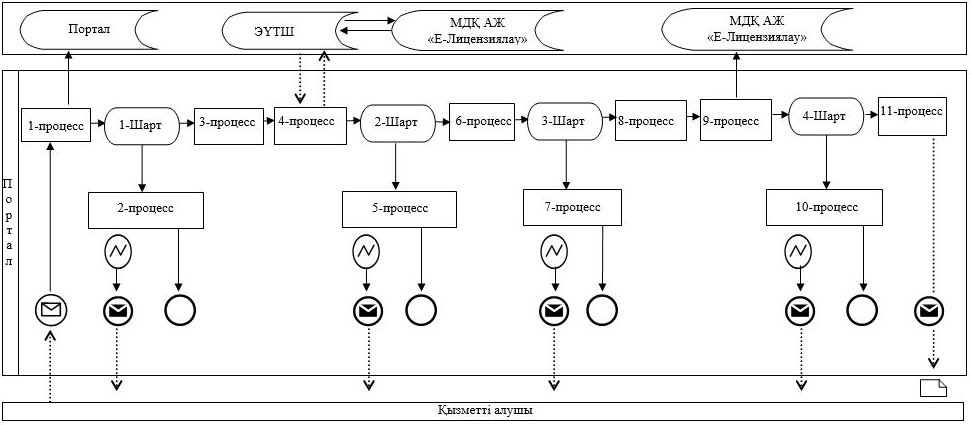 Портал
ЭҮТШ
МДҚ АЖ
«Е-Лицензиялау»
МДҚ АЖ
«Е-Лицензиялау»
1-процесс
1-Шарт
3-процесс
4-процесс
2-Шарт
6-процесс
3-Шарт
8-процесс
9-процесс
4-Шарт
11-процесс
2-процесс
5-процесс
7-процесс
10-процесс
Портал
Қызметті алушы